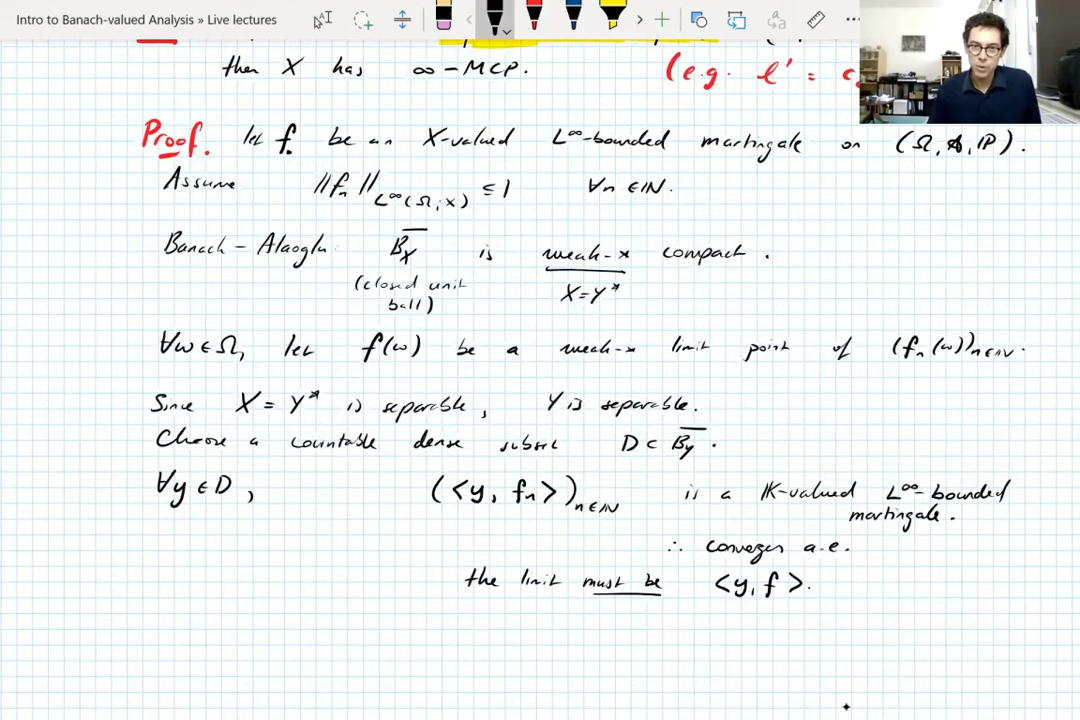 Intro to Banach-valued Analysis » Live lectures
then X has ∞-MCP. (e.g. ℓ' =
Proof. let f. be an X-valued L^∞-bounded martingale on (Ω, A, P).
Assume ||f_n||_{L^∞(Ω;X)} ≤ 1 ∀n ∈ ℕ.
Banach-Alaoglu. \overline{B_X} is weak-* compact.
(closed unit ball) X=Y*
∀ω ∈ Ω, let f(ω) be a weak-* limit point of (f_n(ω))_{n∈ℕ}.
Since X = Y* is separable, Y is separable.
Choose a countable dense subset D ⊂ \overline{B_Y}.
∀y ∈ D, (<y, f_n>)_{n∈ℕ} is a K-valued L^∞-bounded
martingale.
∴ converges a.e.
the limit must be <y, f>.